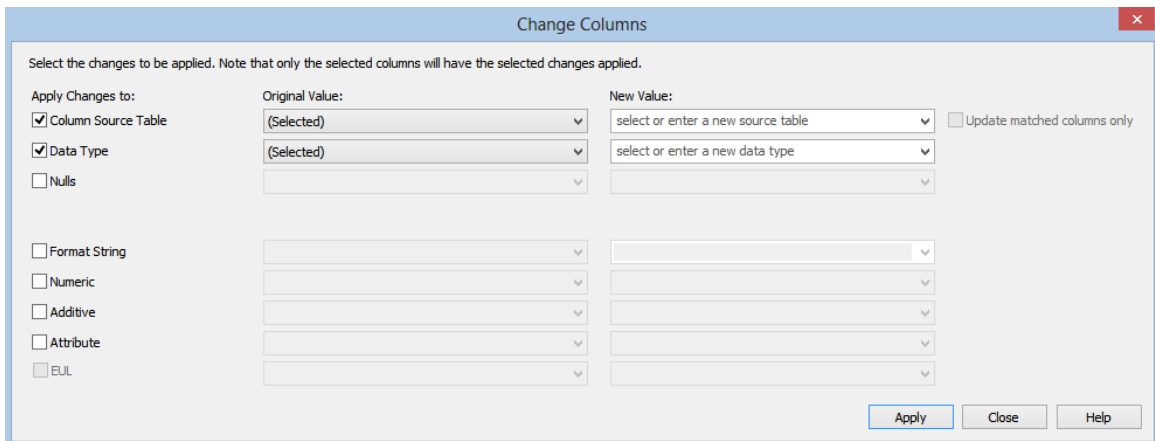 Change Columns
Select the changes to be applied. Note that only the selected columns will have the selected changes applied.
Apply Changes to: Original Value: New Value:
Column Source Table (Selected) select or enter a new source table Update matched columns only
Data Type (Selected) select or enter a new data type
Nulls
Format String
Numeric
Additive
Attribute
EUL
Apply Close Help